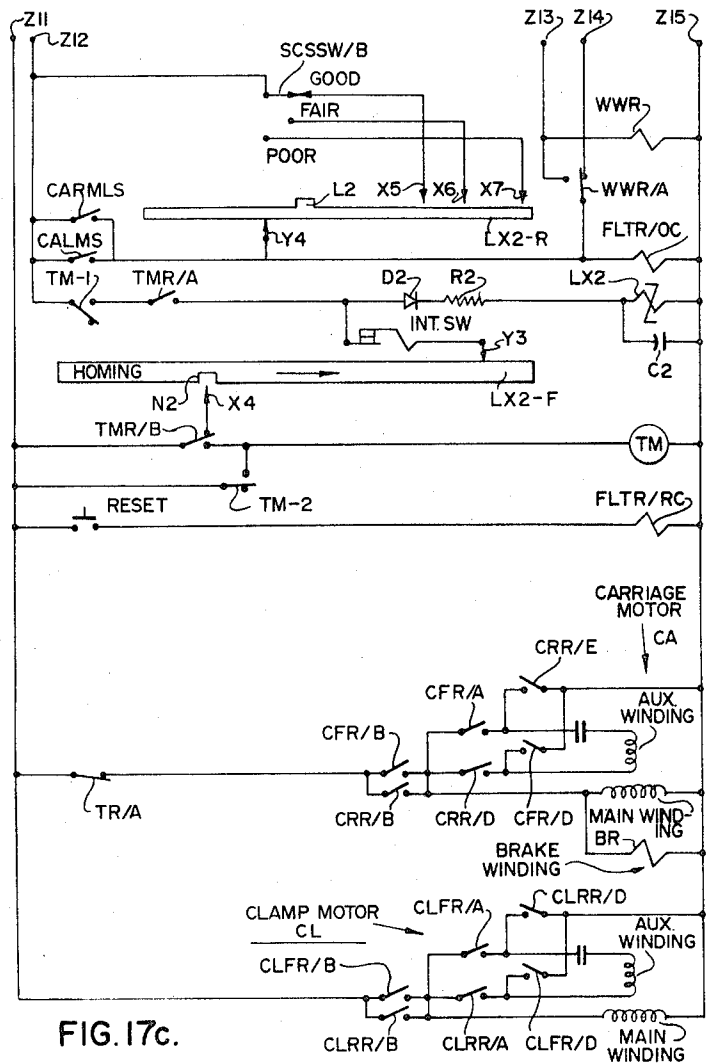 Z11
Z12
Z13
Z14
Z15
SCSSW/B
GOOD
FAIR
POOR
WWR
L2
X5
X6
X7
WWR/A
CARMLS
CALMS
Y4
LX2-R
FLTR/OC
TM-1
TMR/A
D2
R2
LX2
INT. SW
Y3
C2
HOMING
N2
X4
LX2-F
TMR/B
TM
RESET
TM-2
FLTR/RC
CARRIAGE
MOTOR
CA
CRR/E
CFR/A
AUX.
WINDING
CFR/B
TR/A
CRR/B
CRR/D
CFR/D
MAIN WIND-
ING
BR
BRAKE
WINDING
CLRR/D
CLAMP MOTOR
CL
CLFR/A
AUX.
WINDING
CLFR/B
CLRR/B
CLRR/A
CLFR/D
MAIN
WINDING
FIG. 17c.